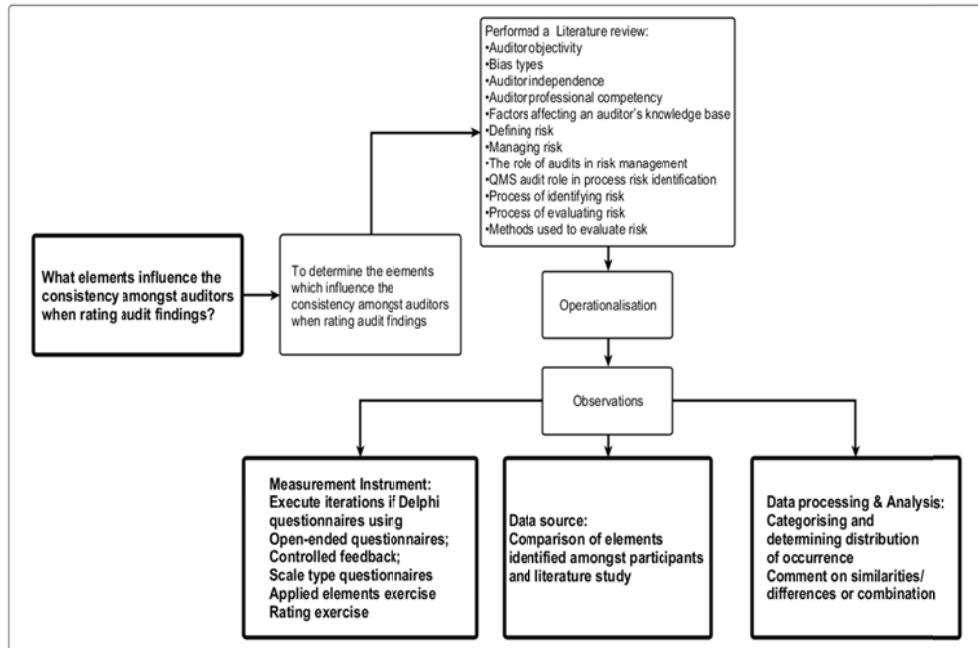 Performed a Literature review:
•Auditor objectivity
•Bias types
•Auditor independence
•Auditor professional competency
•Factors affecting an auditor's knowledge base
•Defining risk
•Managing risk
•The role of audits in risk management
•QMS audit role in process risk identification
•Process of identifying risk
•Process of evaluating risk
•Methods used to evaluate risk
What elements influence the
consistency amongst auditors
when rating audit findings?
To determine the elements
which influence the
consistency amongst auditors
when rating audit findings
Operationalisation
Observations
Measurement Instrument:
Execute iterations if Delphi
questionnaires using
Open-ended questionnaires;
Controlled feedback;
Scale type questionnaires
Applied elements exercise
Rating exercise
Data source:
Comparison of elements
identified amongst participants
and literature study
Data processing & Analysis:
Categorising and
determining distribution
of occurrence
Comment on similarities/
differences or combination